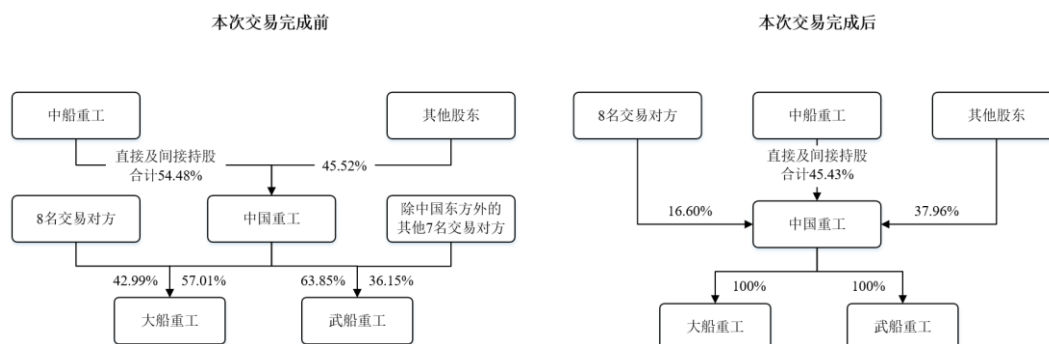 本次交易完成前
本次交易完成后
中船重工
其他股东
直接及间接持股
合计54.48%
45.52%
8名交易对方
中国重工
除中国东方外的
其他7名交易对方
42.99%
57.01%
63.85%
36.15%
大船重工
武船重工
8名交易对方
中船重工
其他股东
直接及间接持股
合计45.43%
16.60%
37.96%
中国重工
100%
100%
大船重工
武船重工